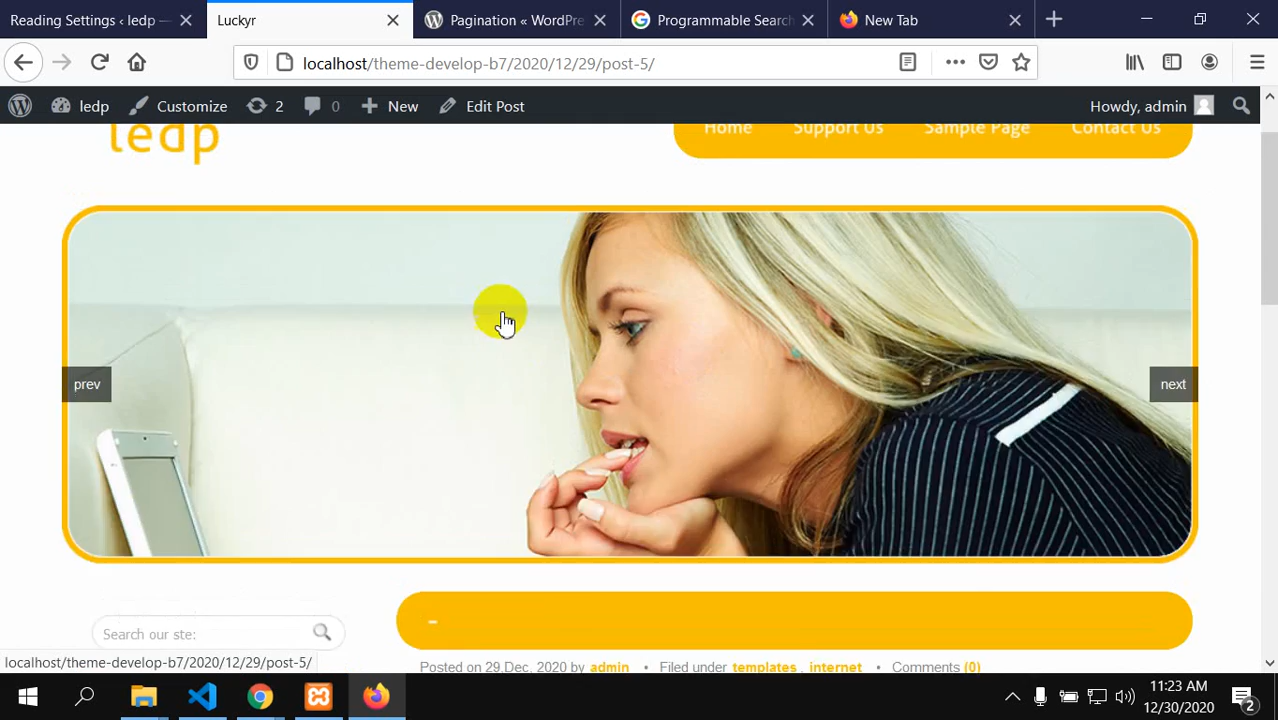 Reading Settings ‹ ledp —
Luckyr
Pagination « WordPre
Programmable Search
New Tab
localhost/theme-develop-b7/2020/12/29/post-5/
ledp
Customize
2
0
New
Edit Post
Howdy, admin
ledp
Home
Support Us
Sample Page
Contact Us
prev
next
-
Search our ste:
localhost/theme-develop-b7/2020/12/29/post-5/
Posted on 29 Dec, 2020 by admin • Filed under templates , internet • Comments (0)
11:23 AM
12/30/2020
2